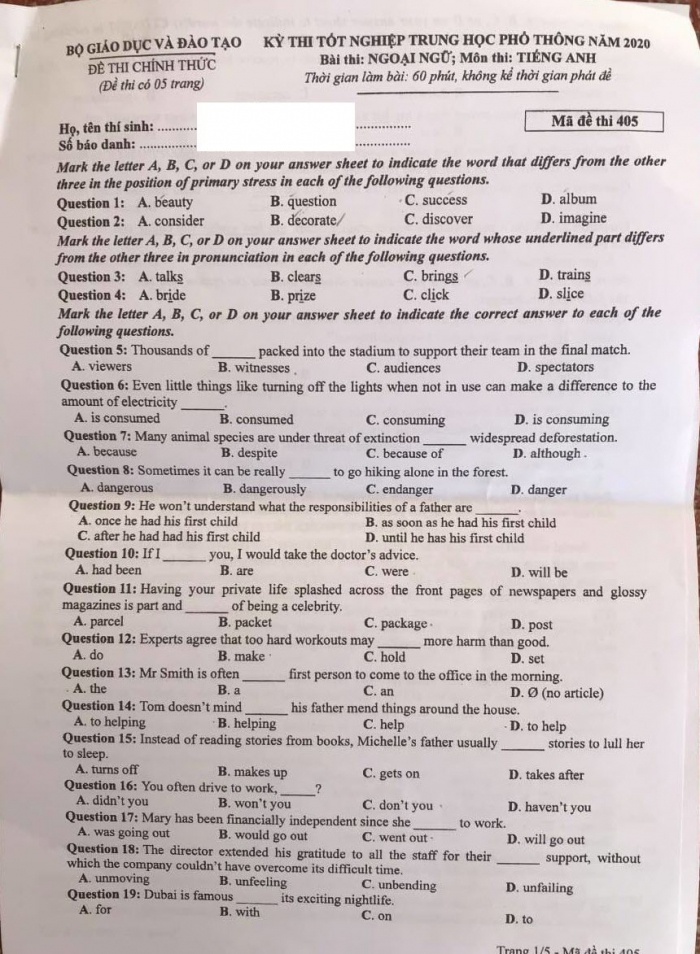 BỘ GIÁO DỤC VÀ ĐÀO TẠO
ĐỀ THI CHÍNH THỨC
(Đề thi có 05 trang)
KỲ THI TỐT NGHIỆP TRUNG HỌC PHỔ THÔNG NĂM 2020
Bài thi: NGOẠI NGỮ; Môn thi: TIẾNG ANH
Thời gian làm bài: 60 phút, không kể thời gian phát đề
Họ, tên thí sinh:
Số báo danh:
Mã đề thi 405
Mark the letter A, B, C, or D on your answer sheet to indicate the word that differs from the other
three in the position of primary stress in each of the following questions.
Question 1: A. beauty B. question C. success D. album
Question 2: A. consider B. decorate C. discover D. imagine
Mark the letter A, B, C, or D on your answer sheet to indicate the word whose underlined part differs
from the other three in pronunciation in each of the following questions.
Question 3: A. talks B. clears C. brings D. trains
Question 4: A. bride B. prize C. click D. slice
Mark the letter A, B, C, or D on your answer sheet to indicate the correct answer to each of the
following questions.
Question 5: Thousands of ______ packed into the stadium to support their team in the final match.
A. viewers B. witnesses C. audiences D. spectators
Question 6: Even little things like turning off the lights when not in use can make a difference to the
amount of electricity ______.
A. is consumed B. consumed C. consuming D. is consuming
Question 7: Many animal species are under threat of extinction ______ widespread deforestation.
A. because B. despite C. because of D. although
Question 8: Sometimes it can be really ______ to go hiking alone in the forest.
A. dangerous B. dangerously C. endanger D. danger
Question 9: He won't understand what the responsibilities of a father are ______.
A. once he had his first child B. as soon as he had his first child
C. after he had had his first child D. until he has his first child
Question 10: If I ______ you, I would take the doctor's advice.
A. had been B. are C. were D. will be
Question 11: Having your private life splashed across the front pages of newspapers and glossy
magazines is part and ______ of being a celebrity.
A. parcel B. packet C. package D. post
Question 12: Experts agree that too hard workouts may ______ more harm than good.
A. do B. make C. hold D. set
Question 13: Mr Smith is often ______ first person to come to the office in the morning.
A. the B. a C. an D. Ø (no article)
Question 14: Tom doesn't mind ______ his father mend things around the house.
A. to helping B. helping C. help D. to help
Question 15: Instead of reading stories from books, Michelle's father usually ______ stories to lull her
to sleep.
A. turns off B. makes up C. gets on D. takes after
Question 16: You often drive to work, ______?
A. didn't you B. won't you C. don't you D. haven't you
Question 17: Mary has been financially independent since she ______ to work.
A. was going out B. would go out C. went out D. will go out
Question 18: The director extended his gratitude to all the staff for their ______ support, without
which the company couldn't have overcome its difficult time.
A. unmoving B. unfeeling C. unbending D. unfailing
Question 19: Dubai is famous ______ its exciting nightlife.
A. for B. with C. on D. to
Trang 1/5 - Mã đề thi 405